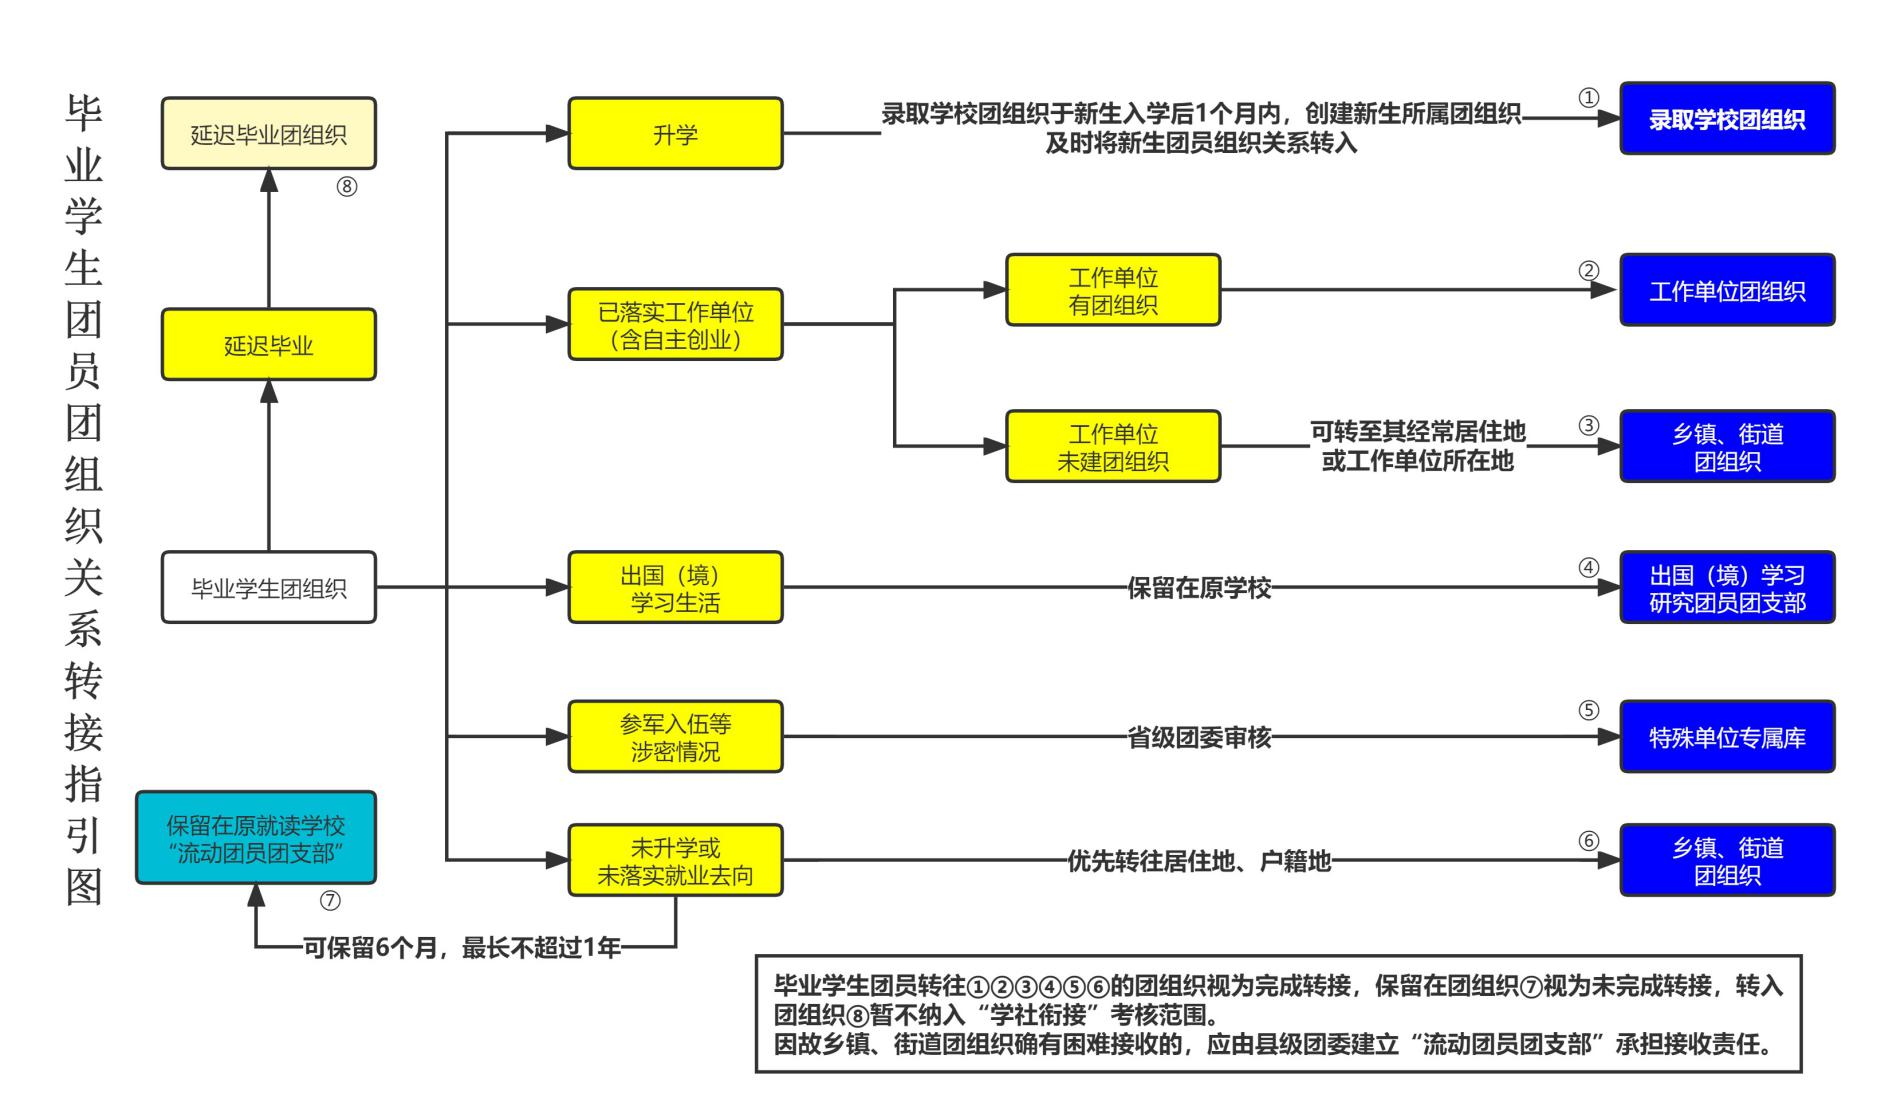 毕业学生团员团组织关系转接指引图
延迟毕业团组织
⑧
延迟毕业
毕业学生团组织
保留在原就读学校
“流动团员团支部”
⑦
可保留6个月，最长不超过1年
升学
录取学校团组织于新生入学后1个月内，创建新生所属团组织
及时将新生团员组织关系转入
①
录取学校团组织
已落实工作单位
（含自主创业）
工作单位
有团组织
②
工作单位团组织
工作单位
未建团组织
可转至其经常居住地
或工作单位所在地
③
乡镇、街道
团组织
出国（境）
学习生活
保留在原学校
④
出国（境）学习
研究团员团支部
参军入伍等
涉密情况
省级团委审核
⑤
特殊单位专属库
未升学或
未落实就业去向
优先转往居住地、户籍地
⑥
乡镇、街道
团组织
毕业学生团员转往①②③④⑤⑥的团组织视为完成转接，保留在团组织⑦视为未完成转接，转入
团组织⑧暂不纳入“学社衔接”考核范围。
因故乡镇、街道团组织确有困难接收的，应由县级团委建立“流动团员团支部”承担接收责任。